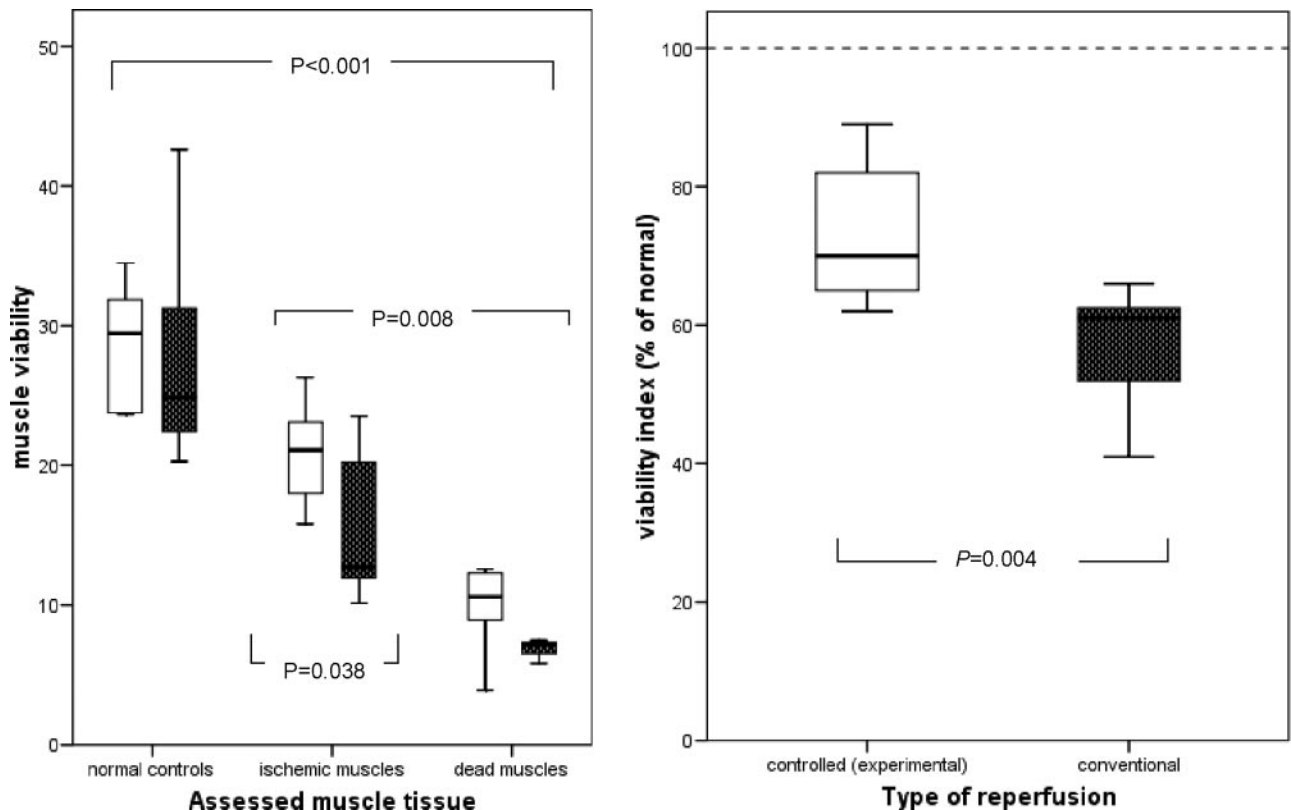 50
40
30
20
10
0
muscle viability
P<0.001
P=0.008
P=0.038
normal controls
ischemic muscles
dead muscles
Assessed muscle tissue
100
80
60
40
20
0
viability index (% of normal)
P=0.004
controlled (experimental)
conventional
Type of reperfusion